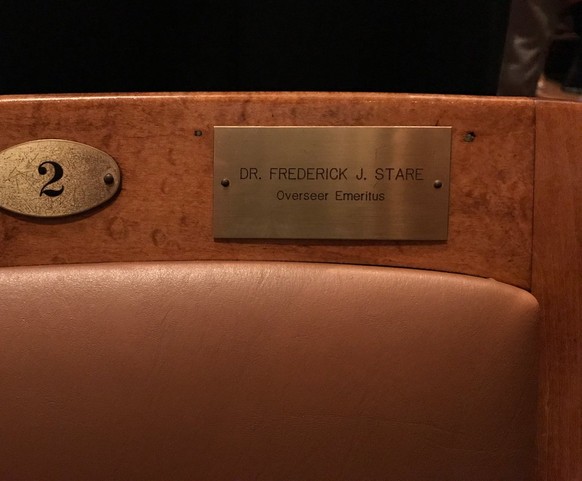 2
DR. FREDERICK J. STARE
Overseer Emeritus